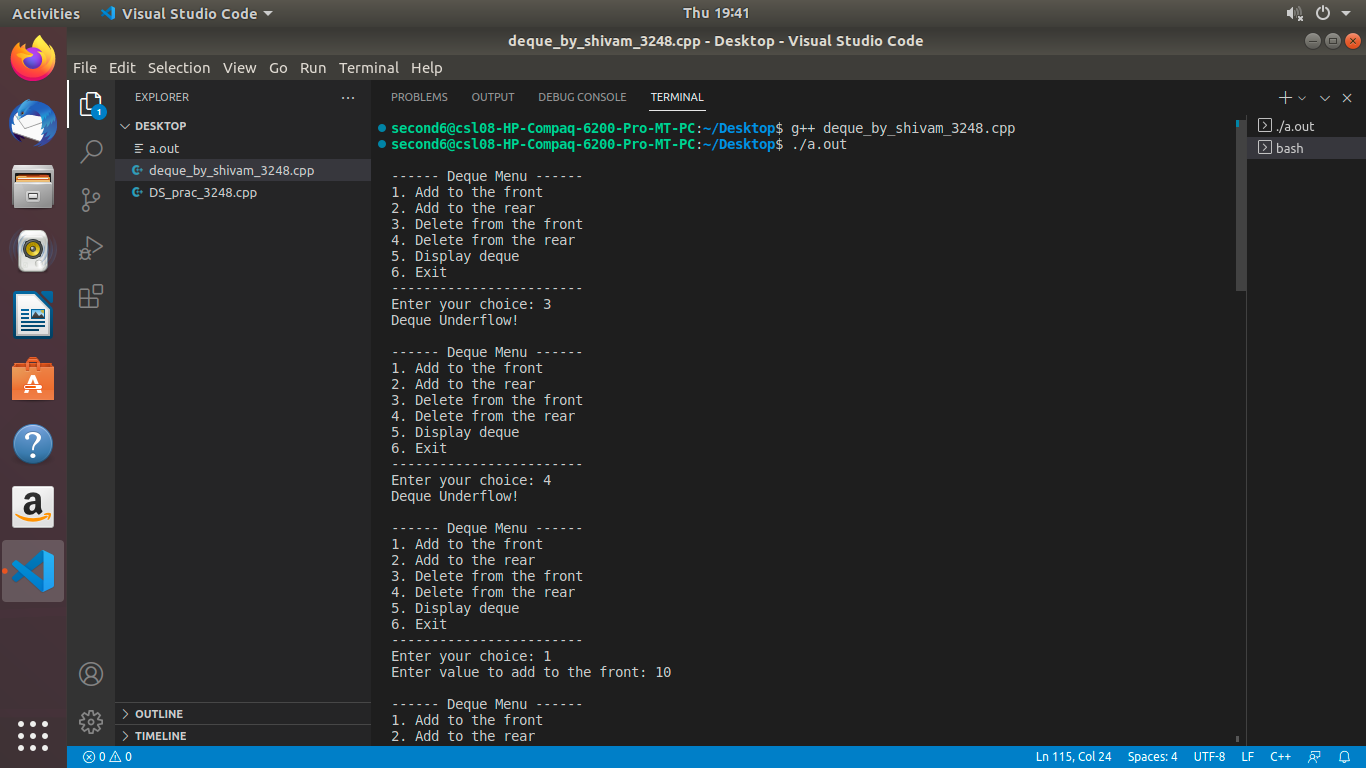 Activities Visual Studio Code Thu 19:41
deque_by_shivam_3248.cpp - Desktop - Visual Studio Code
File Edit Selection View Go Run Terminal Help
EXPLORER
DESKTOP
a.out
deque_by_shivam_3248.cpp
DS_prac_3248.cpp
OUTLINE
TIMELINE
1
PROBLEMS OUTPUT DEBUG CONSOLE TERMINAL
second6@csl08-HP-Compaq-6200-Pro-MT-PC:~/Desktop$ g++ deque_by_shivam_3248.cpp
second6@csl08-HP-Compaq-6200-Pro-MT-PC:~/Desktop$ ./a.out
------ Deque Menu ------
1. Add to the front
2. Add to the rear
3. Delete from the front
4. Delete from the rear
5. Display deque
6. Exit
------------------------
Enter your choice: 3
Deque Underflow!
------ Deque Menu ------
1. Add to the front
2. Add to the rear
3. Delete from the front
4. Delete from the rear
5. Display deque
6. Exit
------------------------
Enter your choice: 4
Deque Underflow!
------ Deque Menu ------
1. Add to the front
2. Add to the rear
3. Delete from the front
4. Delete from the rear
5. Display deque
6. Exit
------------------------
Enter your choice: 1
Enter value to add to the front: 10
------ Deque Menu ------
1. Add to the front
2. Add to the rear
./a.out
bash
0 0 Ln 115, Col 24 Spaces: 4 UTF-8 LF C++